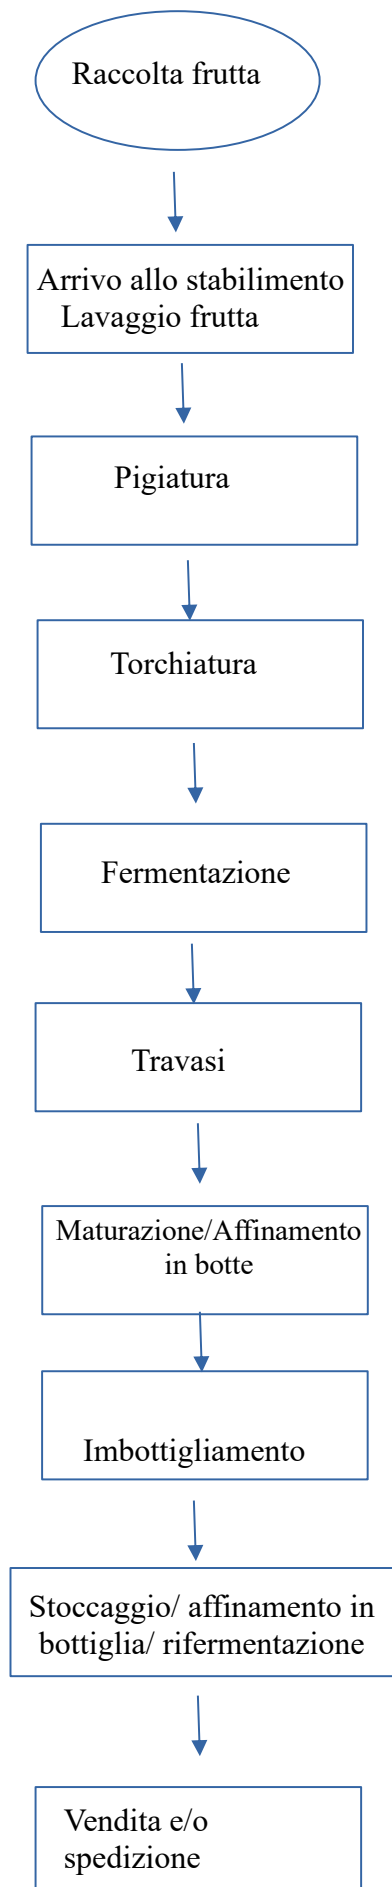 Raccolta frutta
Arrivo allo stabilimento
Lavaggio frutta
Pigiatura
Torchiatura
Fermentazione
Travasi
Maturazione/Affinamento
in botte
Imbottigliamento
Stoccaggio/ affinamento in
bottiglia/ rifermentazione
Vendita e/o
spedizione